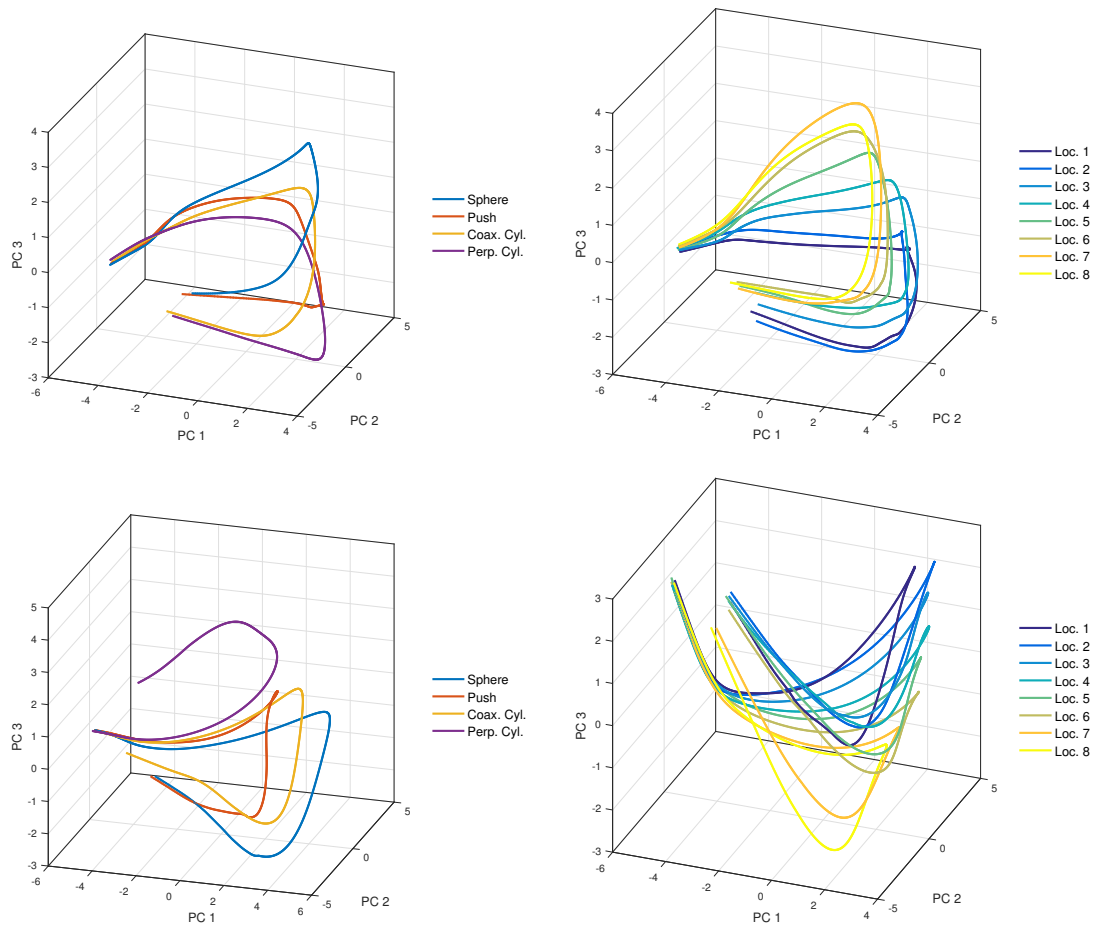 4
3
2
1
0
-1
-2
-3
PC 3
-6
-4
-2
0
2
4
PC 1
-5
0
5
PC 2
Sphere
Push
Coax. Cyl.
Perp. Cyl.
4
3
2
1
0
-1
-2
-3
PC 3
-6
-4
-2
0
2
4
PC 1
-5
0
5
PC 2
Loc. 1
Loc. 2
Loc. 3
Loc. 4
Loc. 5
Loc. 6
Loc. 7
Loc. 8
5
4
3
2
1
0
-1
-2
-3
PC 3
-6
-4
-2
0
2
4
6
PC 1
-5
0
5
PC 2
Sphere
Push
Coax. Cyl.
Perp. Cyl.
3
2
1
0
-1
-2
-3
PC 3
-6
-4
-2
0
2
4
PC 1
-5
0
5
PC 2
Loc. 1
Loc. 2
Loc. 3
Loc. 4
Loc. 5
Loc. 6
Loc. 7
Loc. 8